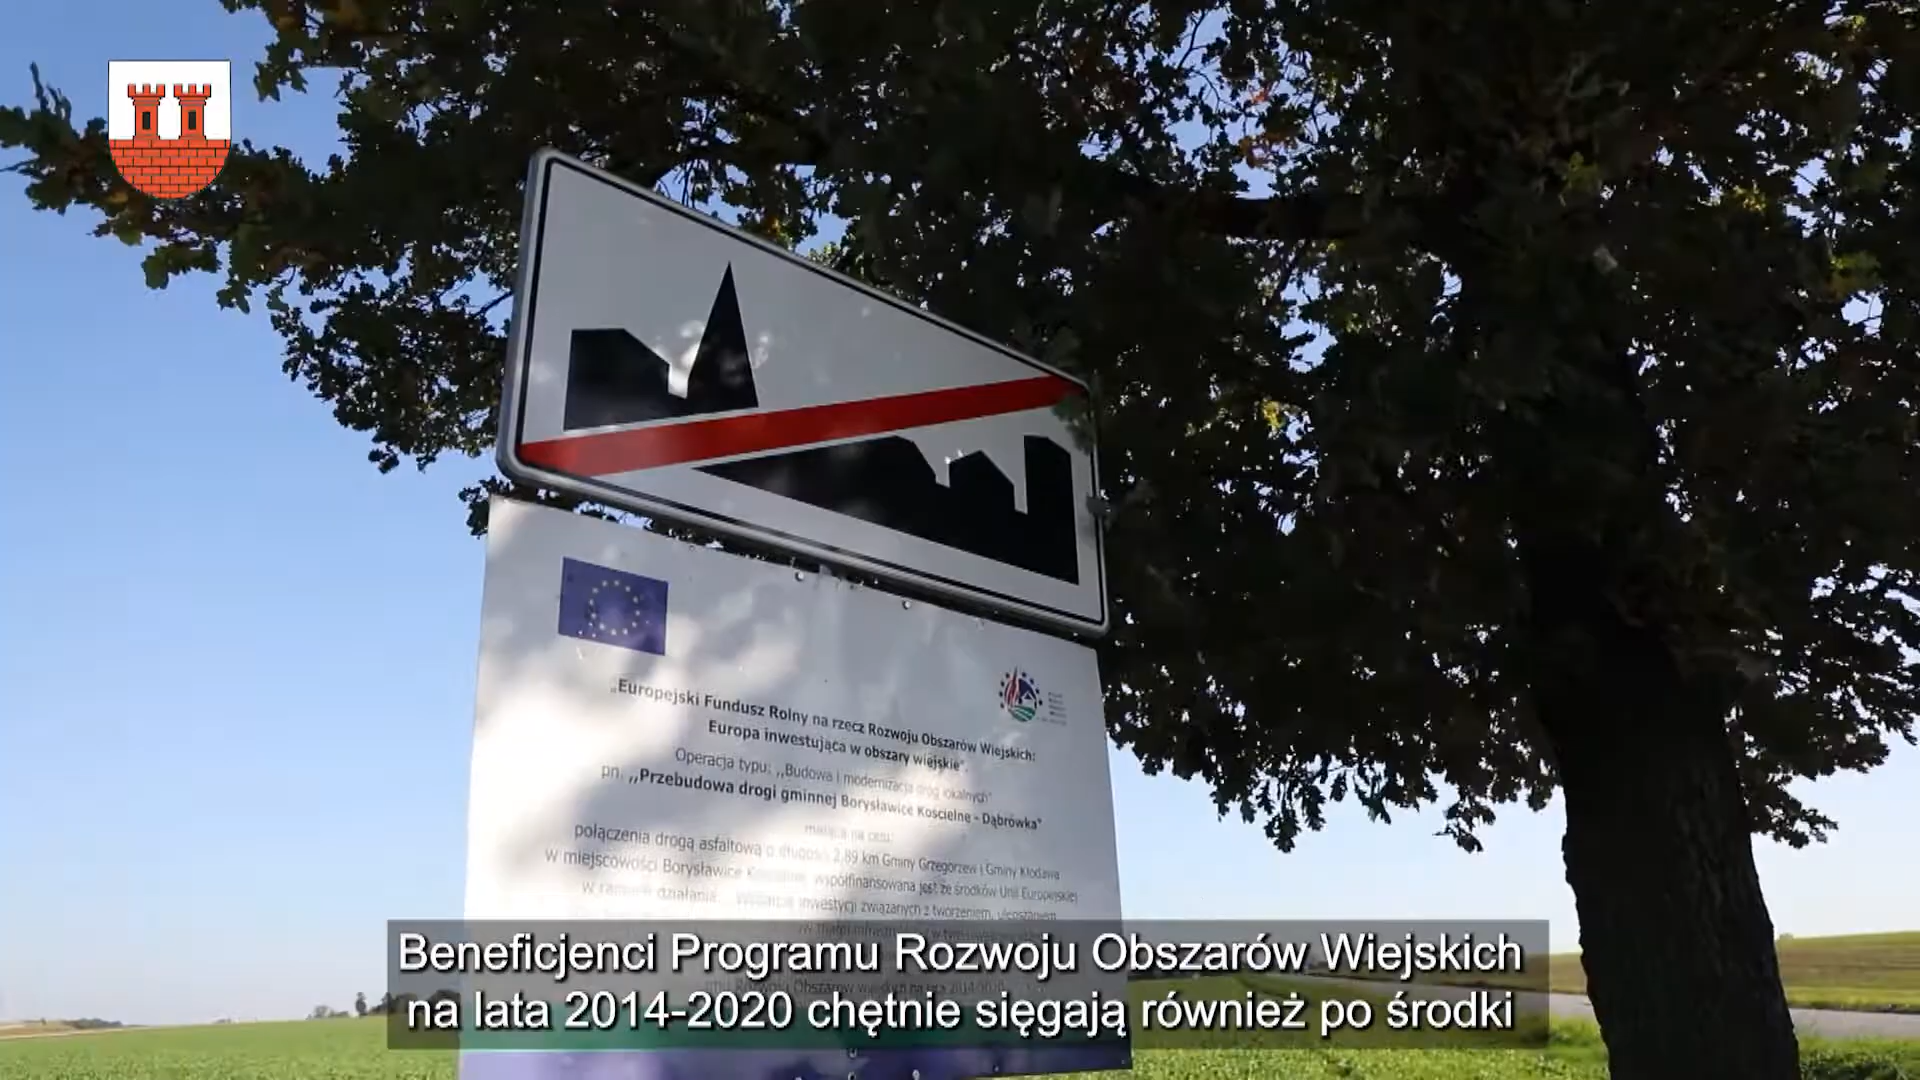 „Europejski Fundusz Rolny na rzecz Rozwoju Obszarów Wiejskich:
Europa inwestująca w obszary wiejskie".
Operacja typu: ,,Budowa i modernizacja dróg lokalnych"
pn. ,,Przebudowa drogi gminnej Borysławice Kościelne - Dąbrówka"
mająca na celu:
połączenia drogą asfaltową o długości 2,89 km Gminy Grzegorzew i Gminy Kłodawa
w miejscowości Borysławice Kościelne, współfinansowana jest ze środków Unii Europejskiej
w ramach działania: inwestycji związanych z tworzeniem, ulepszaniem
Rozwoju Obszarów Wiejskich na lata 2014-2020
Beneficjenci Programu Rozwoju Obszarów Wiejskich
na lata 2014-2020 chętnie sięgają również po środki